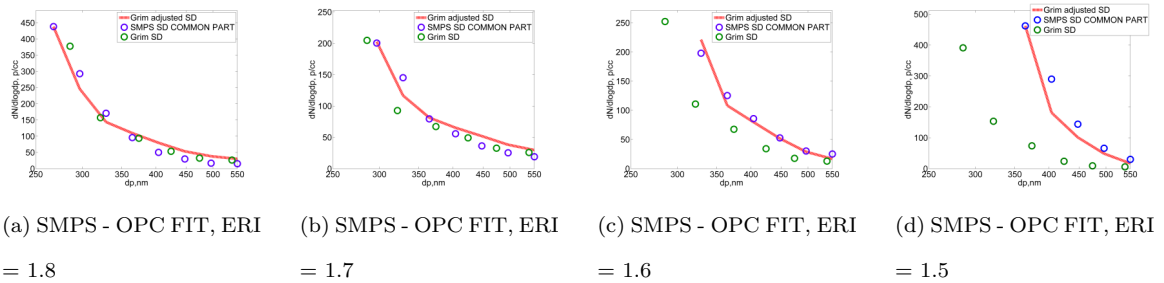 Grim adjusted SD
SMPS SD COMMON PART
Grim SD
dN/dlogdp, p/cc
450
400
350
300
250
200
150
100
50
0
250 300 350 400 450 500 550
dp,nm
(a) SMPS - OPC FIT, ERI
= 1.8
Grim adjusted SD
SMPS SD COMMON PART
Grim SD
dN/dlogdp, p/cc
250
200
150
100
50
0
250 300 350 400 450 500 550
dp,nm
(b) SMPS - OPC FIT, ERI
= 1.7
Grim adjusted SD
SMPS SD COMMON PART
Grim SD
dN/dlogdp, p/cc
250
200
150
100
50
0
250 300 350 400 450 500 550
dp,nm
(c) SMPS - OPC FIT, ERI
= 1.6
Grim adjusted SD
SMPS SD COMMON PART
Grim SD
dN/dlogdp, p/cc
500
400
300
200
100
0
250 300 350 400 450 500 550
dp,nm
(d) SMPS - OPC FIT, ERI
= 1.5